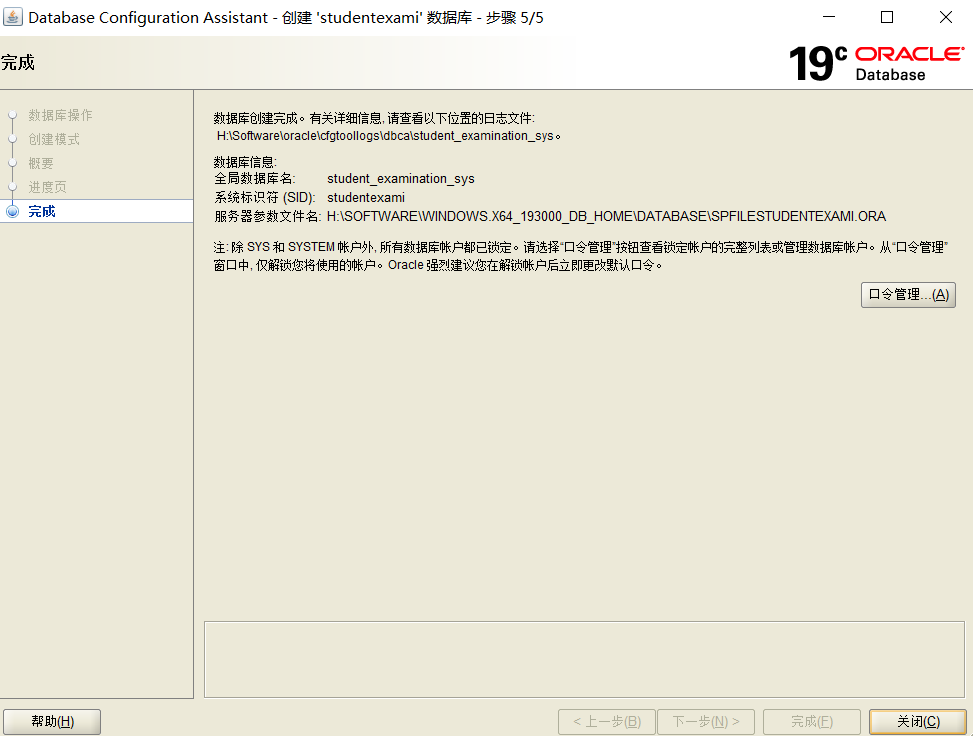 Database Configuration Assistant - 创建 'studentexami' 数据库 - 步骤 5/5
完成
19c ORACLE
Database
数据库操作
创建模式
概要
进度页
完成
数据库创建完成。有关详细信息, 请查看以下位置的日志文件:
H:\Software\oracle\cfgtoollogs\dbca\student_examination_sys。
数据库信息:
全局数据库名: student_examination_sys
系统标识符 (SID): studentexami
服务器参数文件名: H:\SOFTWARE\WINDOWS.X64_193000_DB_HOME\DATABASE\SPFILESTUDENTEXAMI.ORA
注: 除 SYS 和 SYSTEM 帐户外, 所有数据库帐户都已锁定。请选择“口令管理”按钮查看锁定帐户的完整列表或管理数据库帐户。从“口令管理”
窗口中, 仅解锁您将使用的帐户。Oracle 强烈建议您在解锁帐户后立即更改默认口令。
口令管理...(A)
帮助(H)
< 上一步(B)
下一步(N) >
完成(F)
关闭(C)